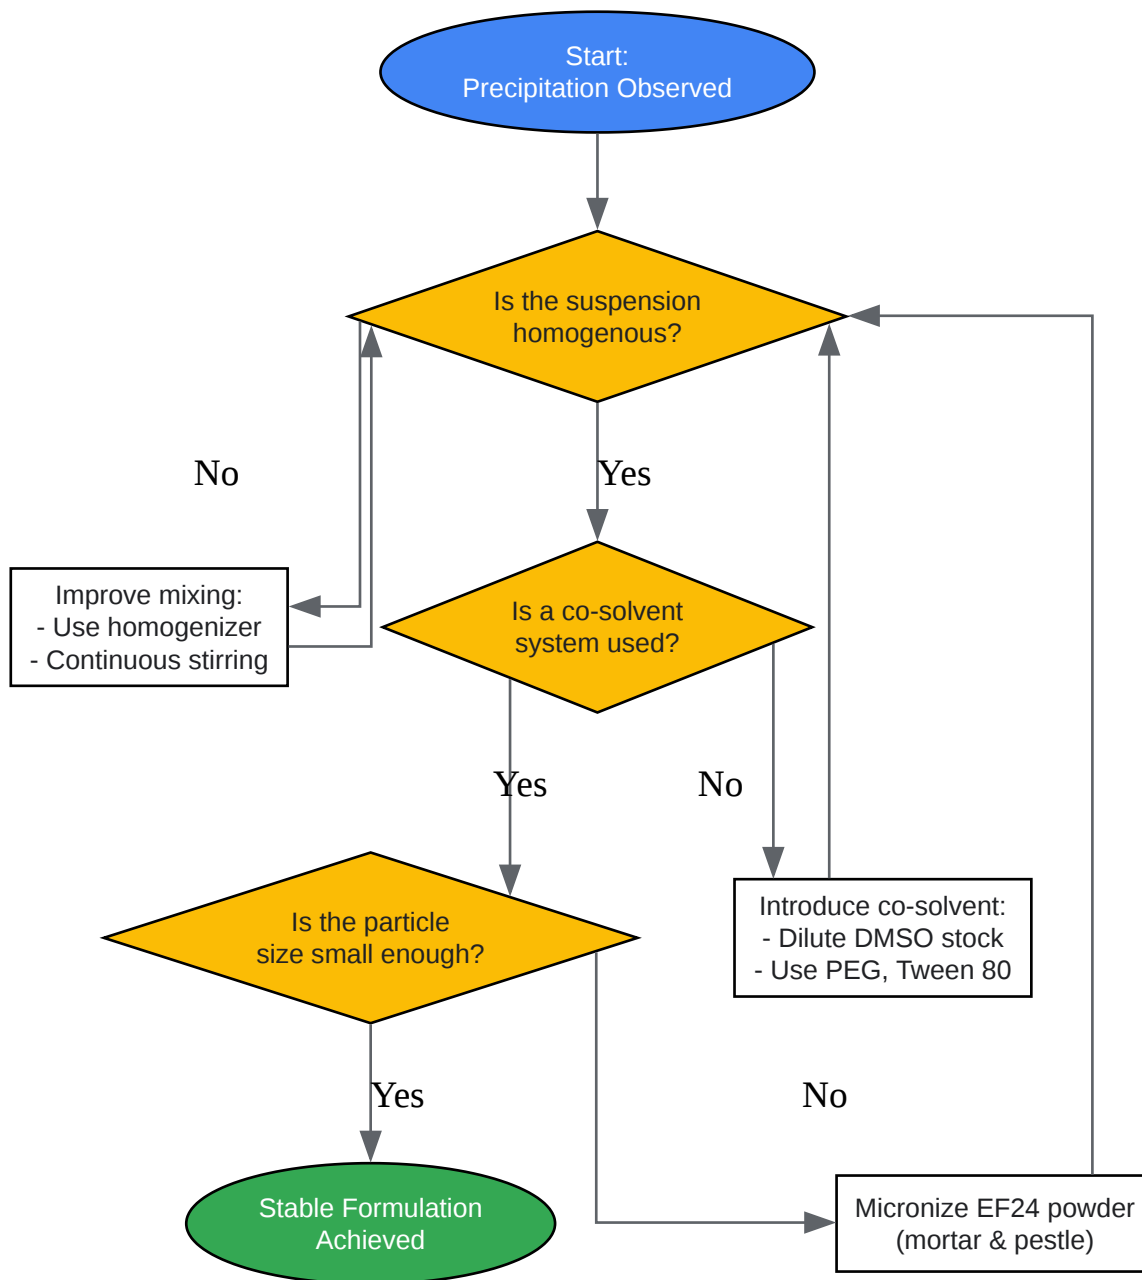 Start:
Precipitation Observed
Is the suspension
homogenous?
No
Yes
Improve mixing:
- Use homogenizer
- Continuous stirring
Is a co-solvent
system used?
Yes
No
Is the particle
size small enough?
Introduce co-solvent:
- Dilute DMSO stock
- Use PEG, Tween 80
Yes
No
Stable Formulation
Achieved
Micronize EF24 powder
(mortar & pestle)